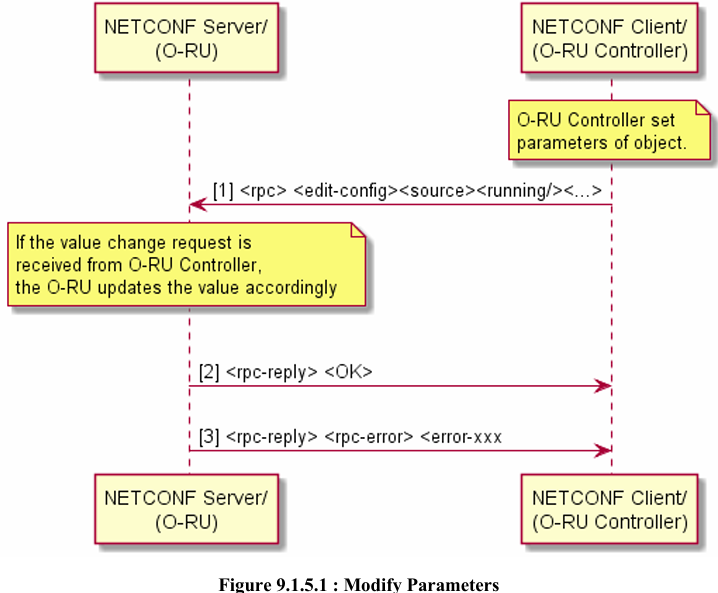 NETCONF Server/
(O-RU)
NETCONF Client/
(O-RU Controller)
O-RU Controller set
parameters of object.
[1] <rpc> <edit-config><source><running/><...>
If the value change request is
received from O-RU Controller,
the O-RU updates the value accordingly
[2] <rpc-reply> <OK>
[3] <rpc-reply> <rpc-error> <error-xxx
NETCONF Server/
(O-RU)
NETCONF Client/
(O-RU Controller)
Figure 9.1.5.1 : Modify Parameters